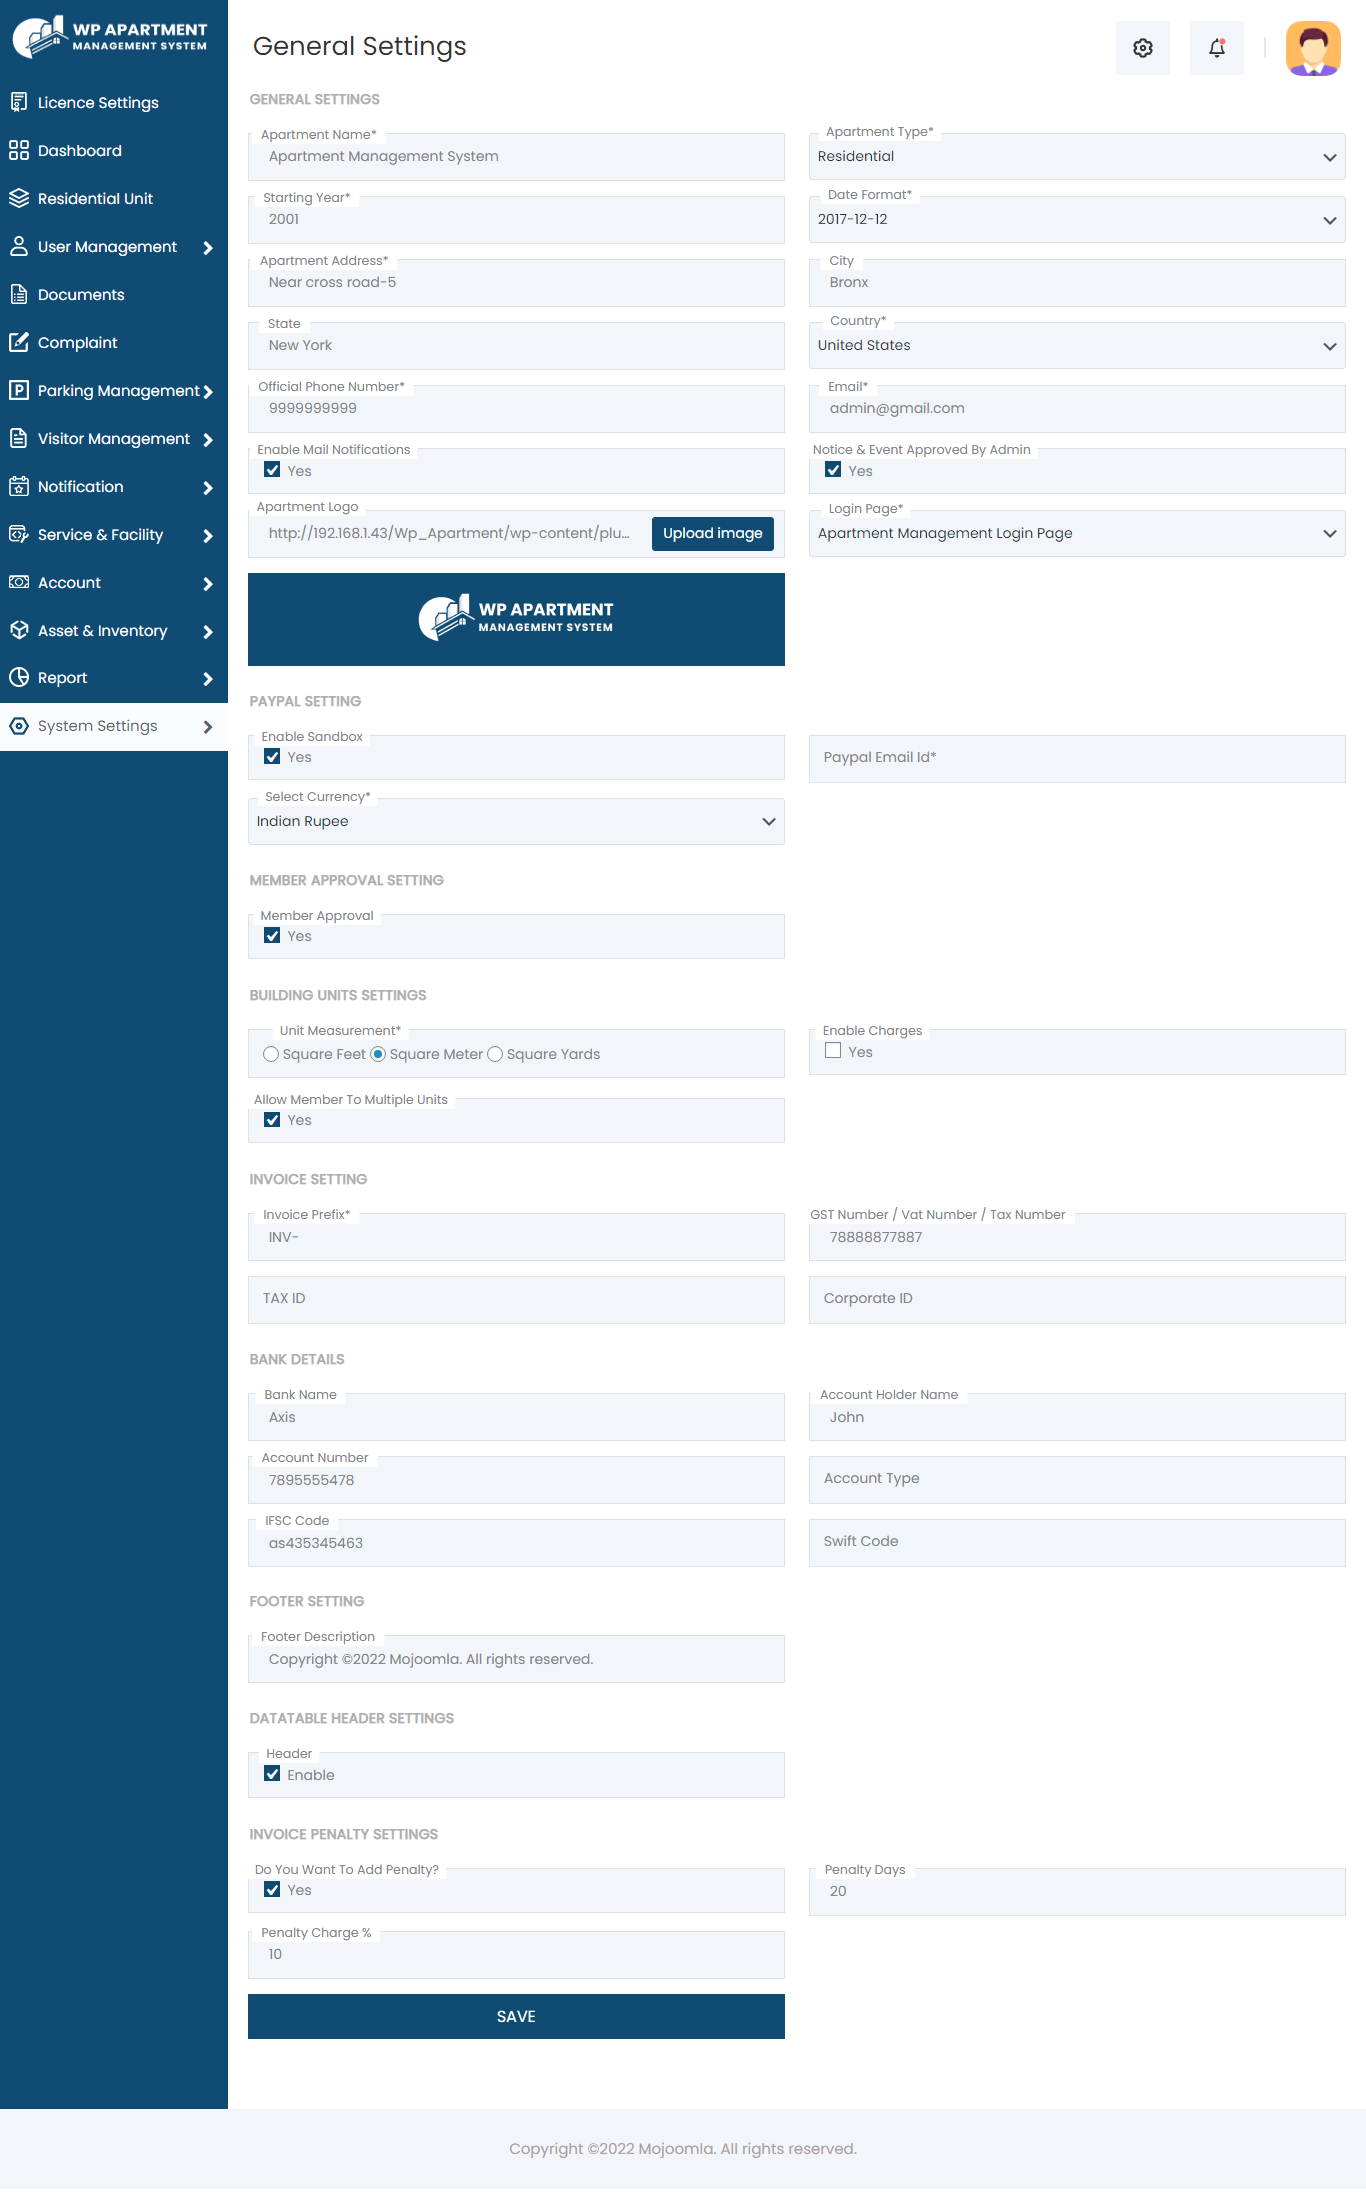 WP APARTMENT
MANAGEMENT SYSTEM
Licence Settings
Dashboard
Residential Unit
User Management
Documents
Complaint
P Parking Management
Visitor Management
Notification
Service & Facility
Account
Asset & Inventory
Report
System Settings
General Settings
GENERAL SETTINGS
Apartment Name*
Apartment Management System
Apartment Type*
Residential
Starting Year*
2001
Date Format*
2017-12-12
Apartment Address*
Near cross road-5
City
Bronx
State
New York
Country*
United States
Official Phone Number*
9999999999
Email*
admin@gmail.com
Enable Mail Notifications
Yes
Notice & Event Approved By Admin
Yes
Apartment Logo
http://192.168.1.43/Wp_Apartment/wp-content/plu...
Upload image
Login Page*
Apartment Management Login Page
WP APARTMENT
MANAGEMENT SYSTEM
PAYPAL SETTING
Enable Sandbox
Yes
Paypal Email Id*
Select Currency*
Indian Rupee
MEMBER APPROVAL SETTING
Member Approval
Yes
BUILDING UNITS SETTINGS
Unit Measurement*
Square Feet Square Meter Square Yards
Enable Charges
Yes
Allow Member To Multiple Units
Yes
INVOICE SETTING
Invoice Prefix*
INV-
GST Number / Vat Number / Tax Number
78888877887
TAX ID
Corporate ID
BANK DETAILS
Bank Name
Axis
Account Holder Name
John
Account Number
7895555478
Account Type
IFSC Code
as435345463
Swift Code
FOOTER SETTING
Footer Description
Copyright ©2022 Mojoomla. All rights reserved.
DATATABLE HEADER SETTINGS
Header
Enable
INVOICE PENALTY SETTINGS
Do You Want To Add Penalty?
Yes
Penalty Days
20
Penalty Charge %
10
SAVE
Copyright ©2022 Mojoomla. All rights reserved.